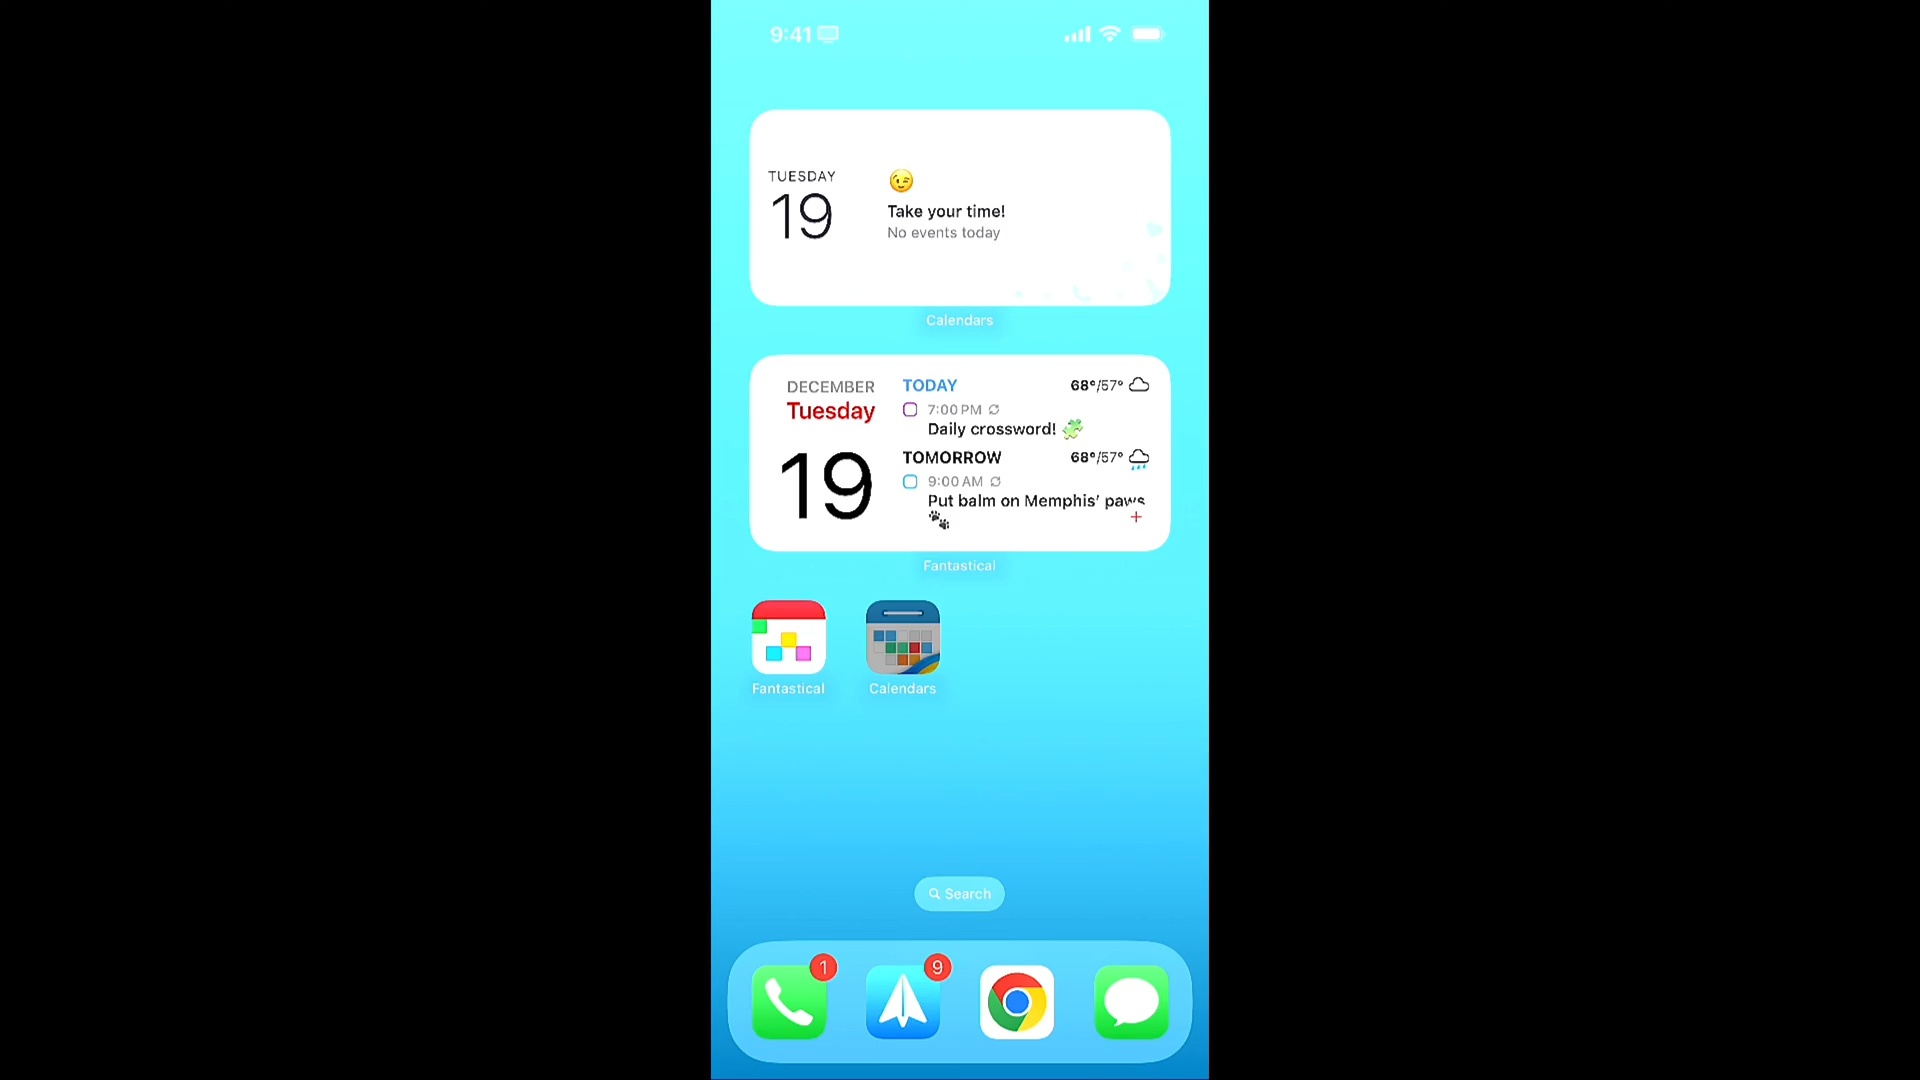 9:41
TUESDAY
19
Take your time!
No events today
Calendars
DECEMBER
Tuesday
19
TODAY 68°/57°
7:00 PM
Daily crossword!
TOMORROW 68°/57°
9:00 AM
Put balm on Memphis' paws
+
Fantastical
Fantastical Calendars
Search
1 9